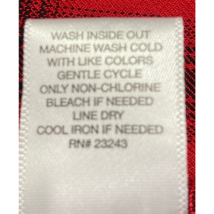 WASH INSIDE OUT
MACHINE WASH COLD
WITH LIKE COLORS
GENTLE CYCLE
ONLY NON-CHLORINE
BLEACH IF NEEDED
LINE DRY
COOL IRON IF NEEDED
RN# 23243